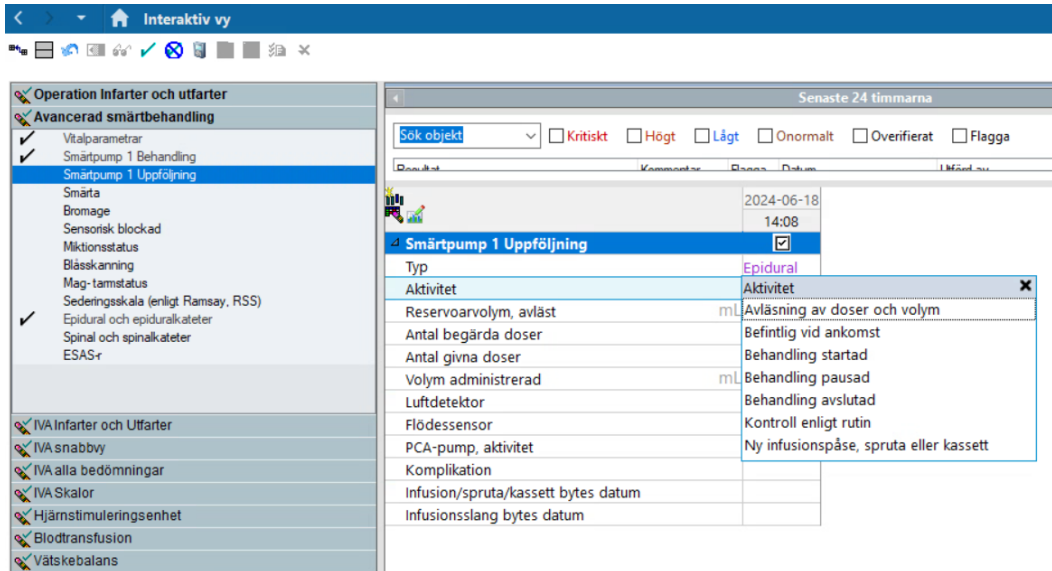 Interaktiv vy
Operation Infarter och utfarter
Avancerad smärtbehandling
Vitalparametrar
Smärtpump 1 Behandling
Smärtpump 1 Uppföljning
Smärta
Bromage
Sensorisk blockad
Miktionsstatus
Blåsskanning
Mag- tarmstatus
Sederingsskala (enligt Ramsay, RSS)
Epidural och epiduralkateter
Spinal och spinalkateter
ESAS-r
IVA Infarter och Utfarter
IVA snabbvy
IVA alla bedömningar
IVA Skalor
Hjärnstimuleringsenhet
Blodtransfusion
Vätskebalans
Senaste 24 timmarna
Sök objekt Kritiskt Högt Lågt Onormalt Overifierat Flagga
Resultat Kommentar Flagga Datum Utförd av
2024-06-18
14:08
Smärtpump 1 Uppföljning
Typ Epidural
Aktivitet
Reservoarvolym, avläst mL
Antal begärda doser
Antal givna doser
Volym administrerad mL
Luftdetektor
Flödessensor
PCA-pump, aktivitet
Komplikation
Infusion/spruta/kassett bytes datum
Infusionsslang bytes datum
Aktivitet
Avläsning av doser och volym
Befintlig vid ankomst
Behandling startad
Behandling pausad
Behandling avslutad
Kontroll enligt rutin
Ny infusionspåse, spruta eller kassett